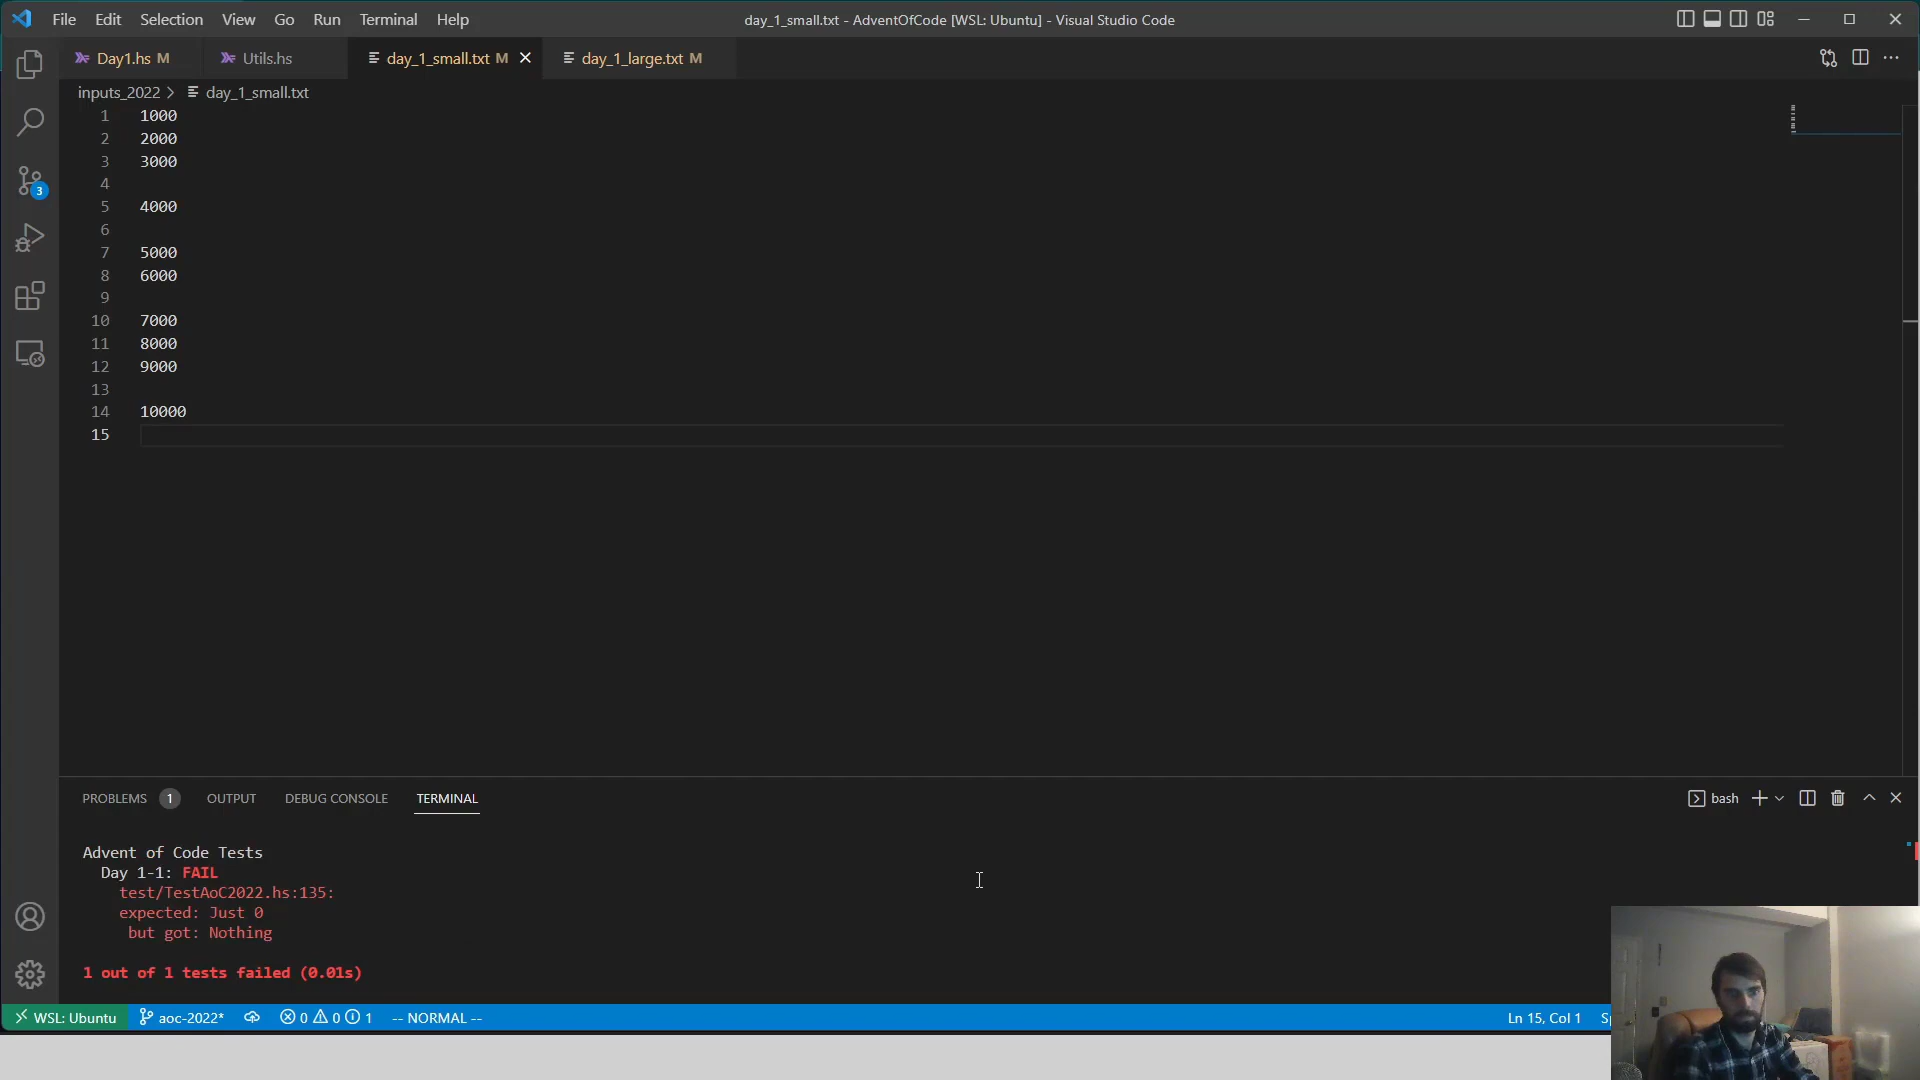 File Edit Selection View Go Run Terminal Help
day_1_small.txt - AdventOfCode [WSL: Ubuntu] - Visual Studio Code
Day1.hs M
Utils.hs
day_1_small.txt M
day_1_large.txt M
inputs_2022 > day_1_small.txt
1 1000
2 2000
3 3000
4
5 4000
6
7 5000
8 6000
9
10 7000
11 8000
12 9000
13
14 10000
15
3
PROBLEMS 1 OUTPUT DEBUG CONSOLE TERMINAL
bash
Advent of Code Tests
Day 1-1: FAIL
test/TestAoC2022.hs:135:
expected: Just 0
but got: Nothing
1 out of 1 tests failed (0.01s)
WSL: Ubuntu aoc-2022* 0 0 1 -- NORMAL -- Ln 15, Col 1